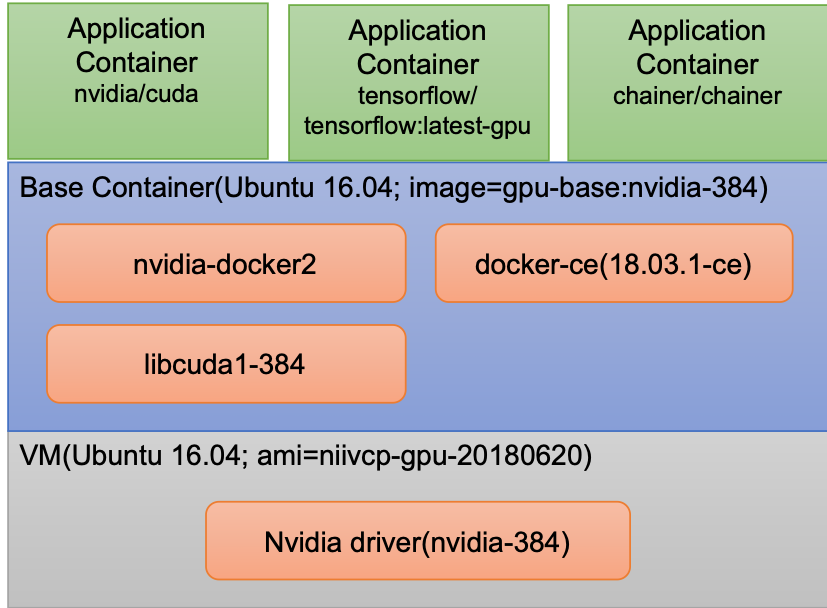 Application
Container
nvidia/cuda
Application
Container
tensorflow/
tensorflow:latest-gpu
Application
Container
chainer/chainer
Base Container(Ubuntu 16.04; image=gpu-base:nvidia-384)
nvidia-docker2
docker-ce(18.03.1-ce)
libcuda1-384
VM(Ubuntu 16.04; ami=niivcp-gpu-20180620)
Nvidia driver(nvidia-384)